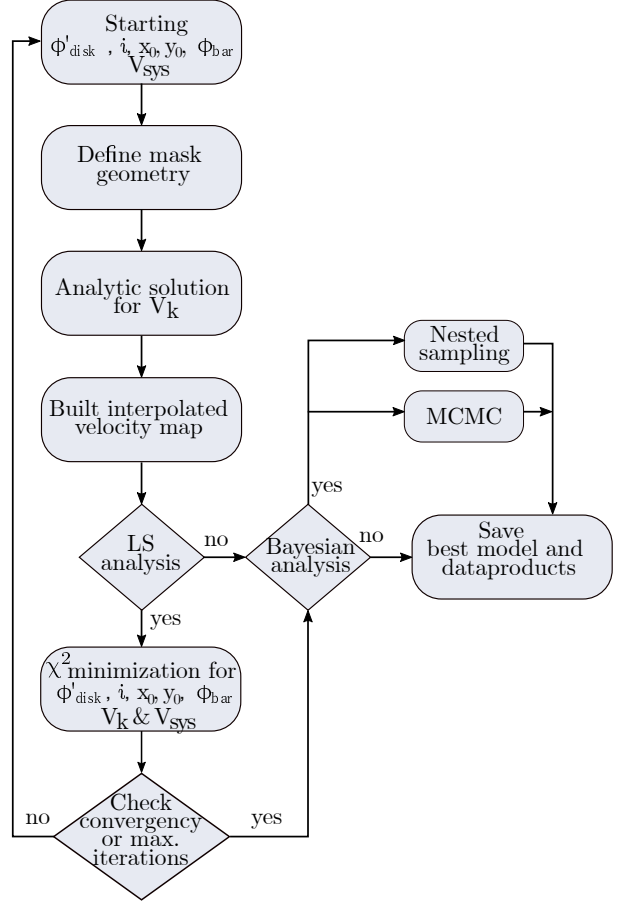 Starting
ϕ'disk , i, x0, y0, ϕbar
Vsys
Define mask
geometry
Analytic solution
for Vk
Built interpolated
velocity map
LS
analysis
no
yes
χ²minimization for
ϕ'disk , i, x0, y0, ϕbar
Vk & Vsys
Check
convergency
or max.
iterations
no
yes
Bayesian
analysis
yes
no
Nested
sampling
MCMC
Save
best model and
dataproducts